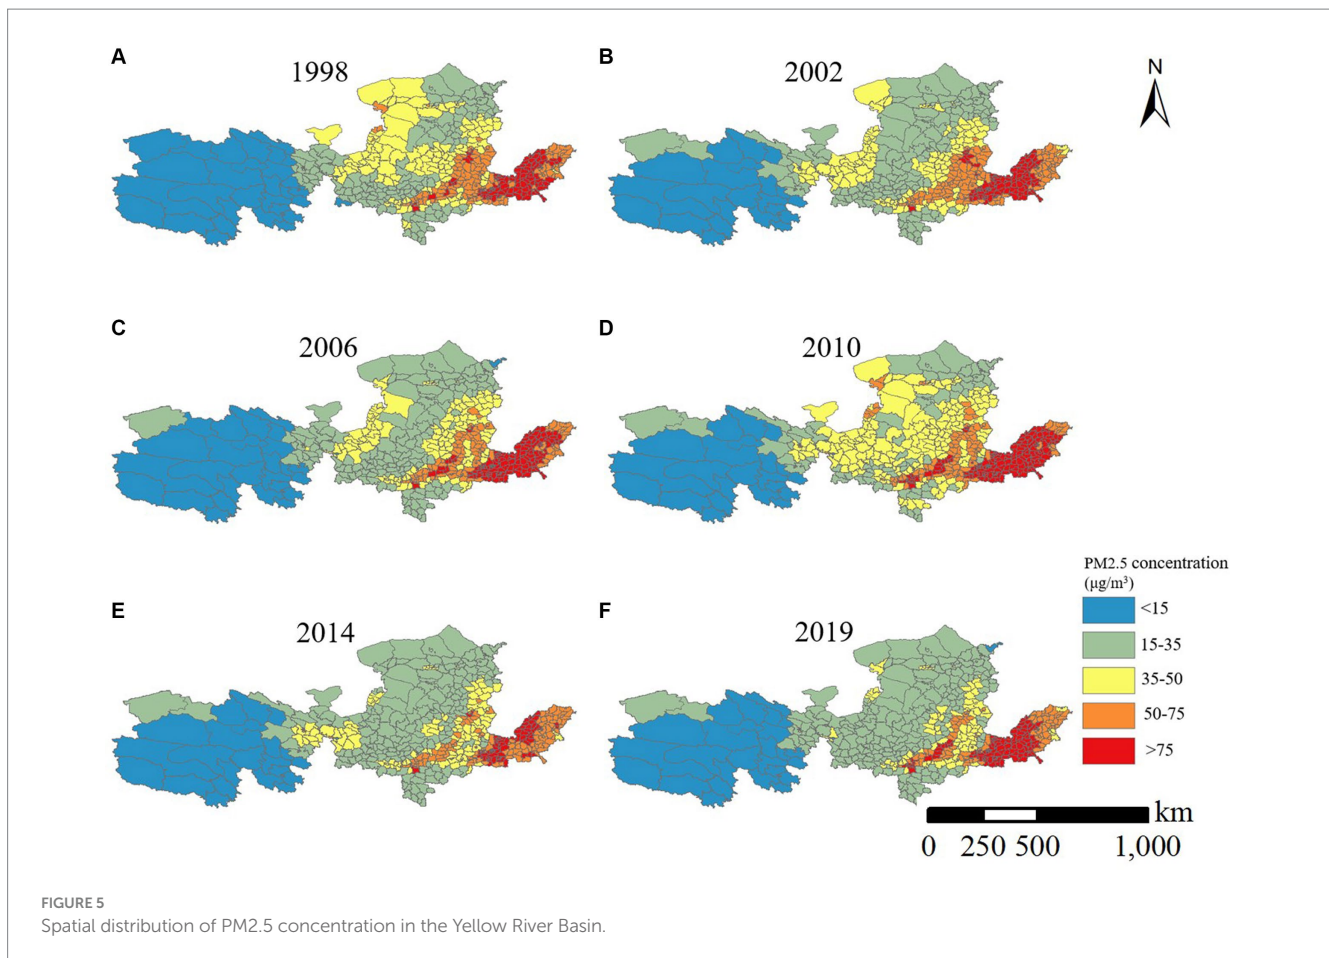 A
1998
B
2002
N
C
2006
D
2010
E
2014
F
2019
PM2.5 concentration
(μg/m³)
<15
15-35
35-50
50-75
>75
km
0 250 500 1,000
FIGURE 5
Spatial distribution of PM2.5 concentration in the Yellow River Basin.